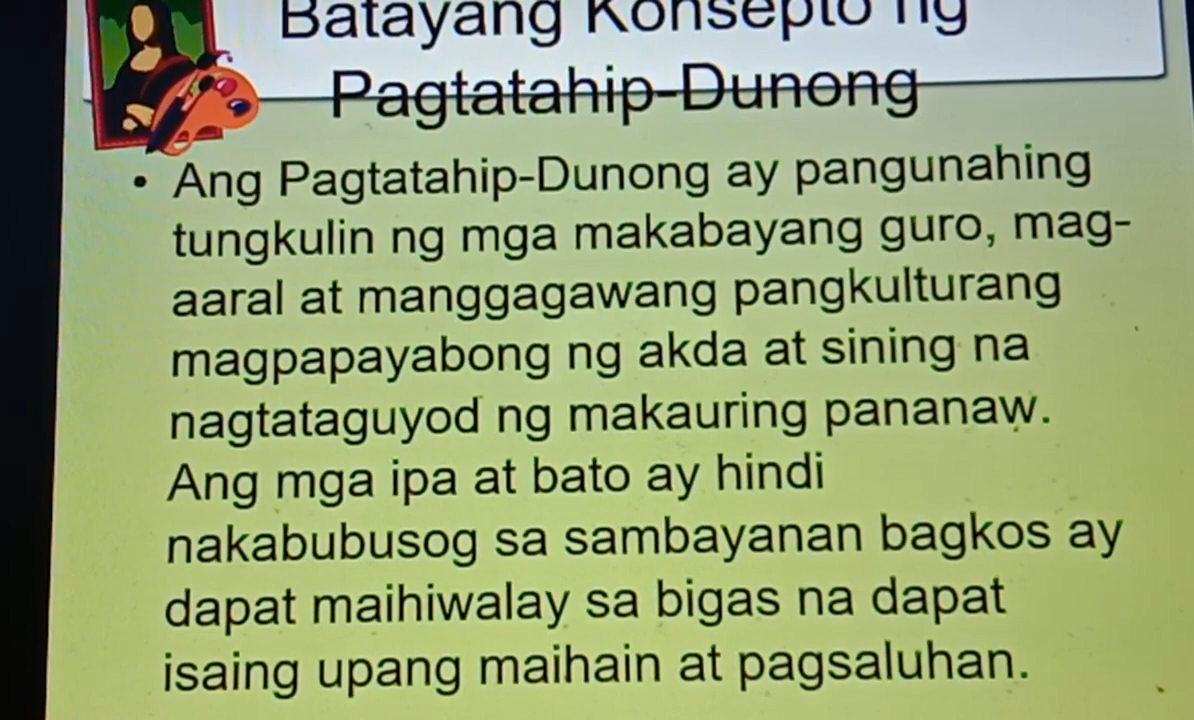 Batayang Konsepto ng
Pagtatahip-Dunong
• Ang Pagtatahip-Dunong ay pangunahing
tungkulin ng mga makabayang guro, mag-
aaral at manggagawang pangkulturang
magpapayabong ng akda at sining na
nagtataguyod ng makauring pananaw.
Ang mga ipa at bato ay hindi
nakabubusog sa sambayanan bagkos ay
dapat maihiwalay sa bigas na dapat
isaing upang maihain at pagsaluhan.